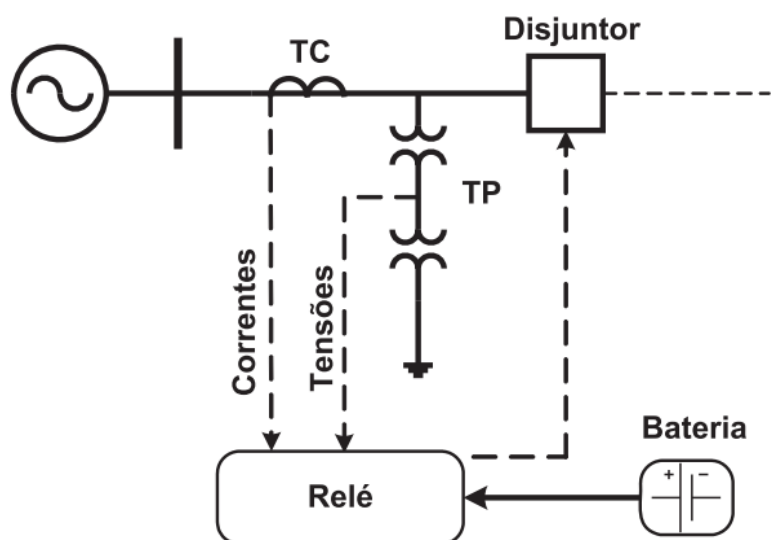 Disjuntor
TC
TP
Correntes
Tensões
Bateria
+ −
Relé